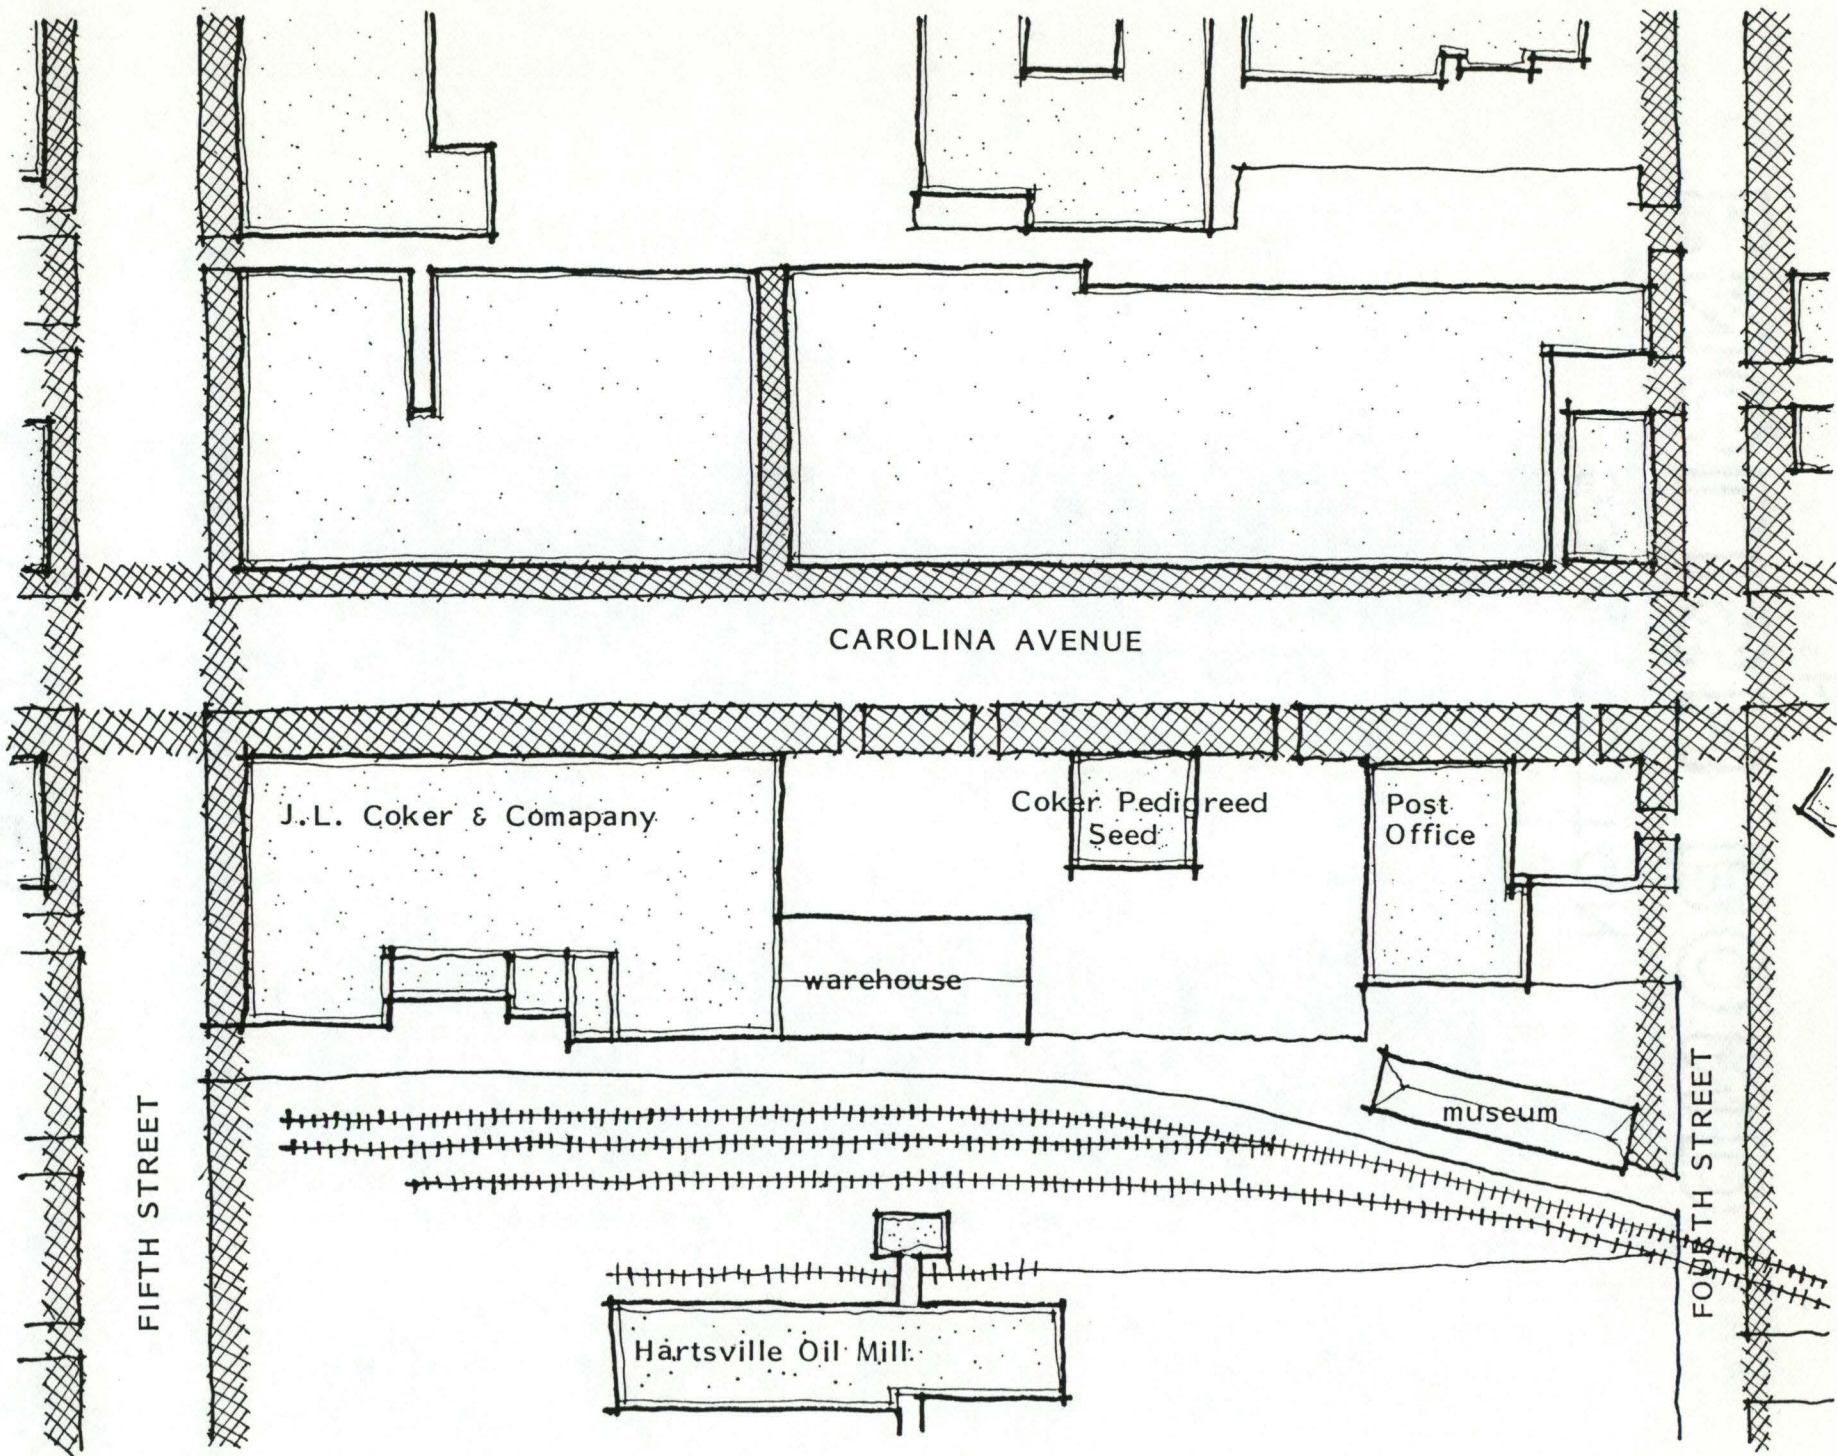 CAROLINA AVENUE
J.L. Coker & Comapany
Coker Pedigreed
Seed
Post
Office
warehouse
museum
FIFTH STREET
FOURTH STREET
Hartsville Oil Mill